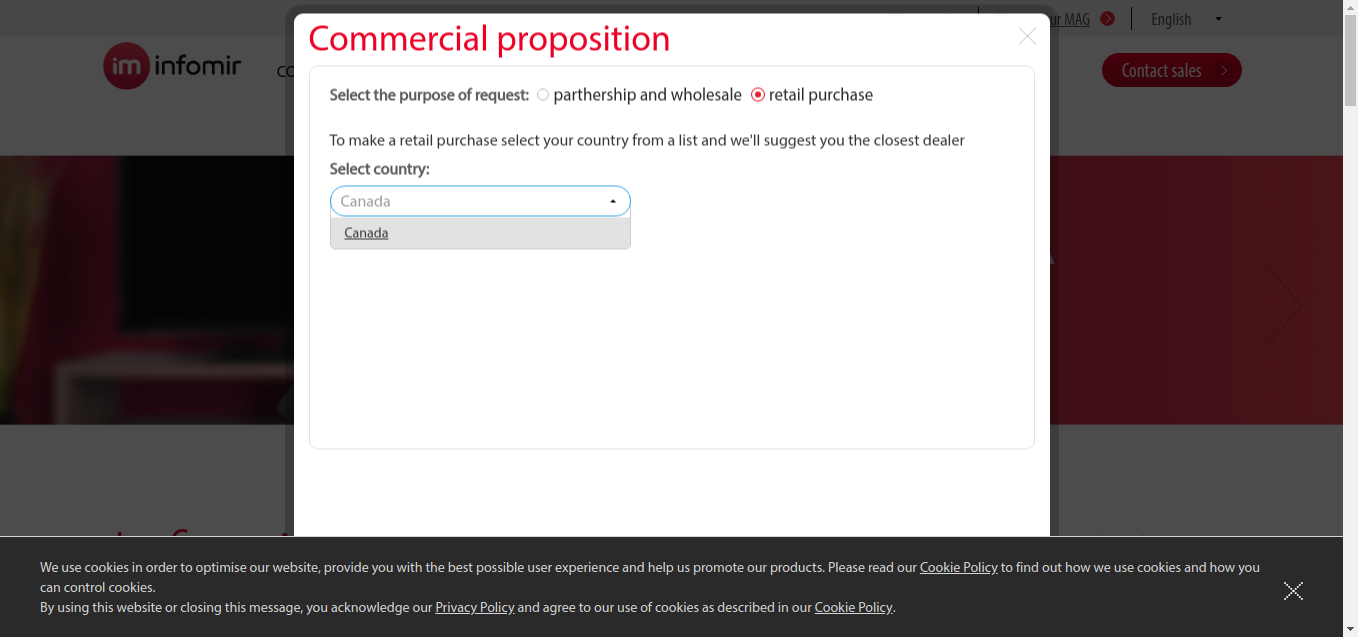 Commercial proposition
ur MAG
English
im infomir
CO
Contact sales
Select the purpose of request: parthership and wholesale retail purchase
To make a retail purchase select your country from a list and we'll suggest you the closest dealer
Select country:
Canada
Canada
We use cookies in order to optimise our website, provide you with the best possible user experience and help us promote our products. Please read our Cookie Policy to find out how we use cookies and how you
can control cookies.
By using this website or closing this message, you acknowledge our Privacy Policy and agree to our use of cookies as described in our Cookie Policy.